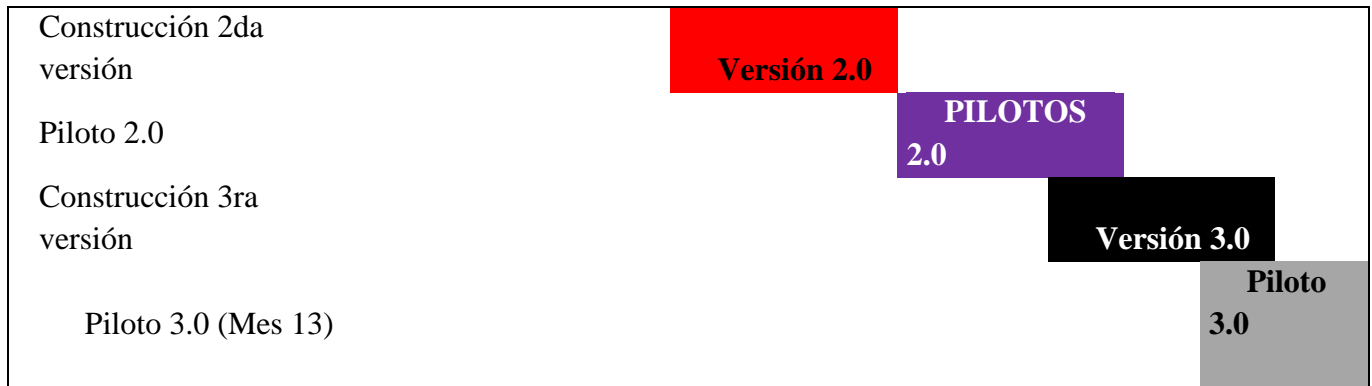 Construcción 2da
versión
Versión 2.0
PILOTOS
2.0
Piloto 2.0
Construcción 3ra
versión
Versión 3.0
Piloto
3.0
Piloto 3.0 (Mes 13)